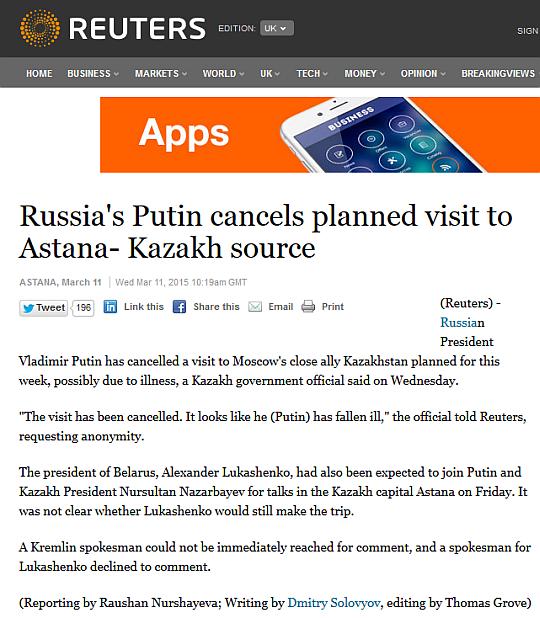 REUTERS EDITION: UK SIGN
HOME BUSINESS MARKETS WORLD UK TECH MONEY OPINION BREAKINGVIEWS
Apps BUSINESS
Russia's Putin cancels planned visit to
Astana- Kazakh source
ASTANA, March 11 | Wed Mar 11, 2015 10:19am GMT
Tweet 196 Link this Share this Email Print
(Reuters) -
Russian
President
Vladimir Putin has cancelled a visit to Moscow's close ally Kazakhstan planned for this
week, possibly due to illness, a Kazakh government official said on Wednesday.
"The visit has been cancelled. It looks like he (Putin) has fallen ill," the official told Reuters,
requesting anonymity.
The president of Belarus, Alexander Lukashenko, had also been expected to join Putin and
Kazakh President Nursultan Nazarbayev for talks in the Kazakh capital Astana on Friday. It
was not clear whether Lukashenko would still make the trip.
A Kremlin spokesman could not be immediately reached for comment, and a spokesman for
Lukashenko declined to comment.
(Reporting by Raushan Nurshayeva; Writing by Dmitry Solovyov, editing by Thomas Grove)